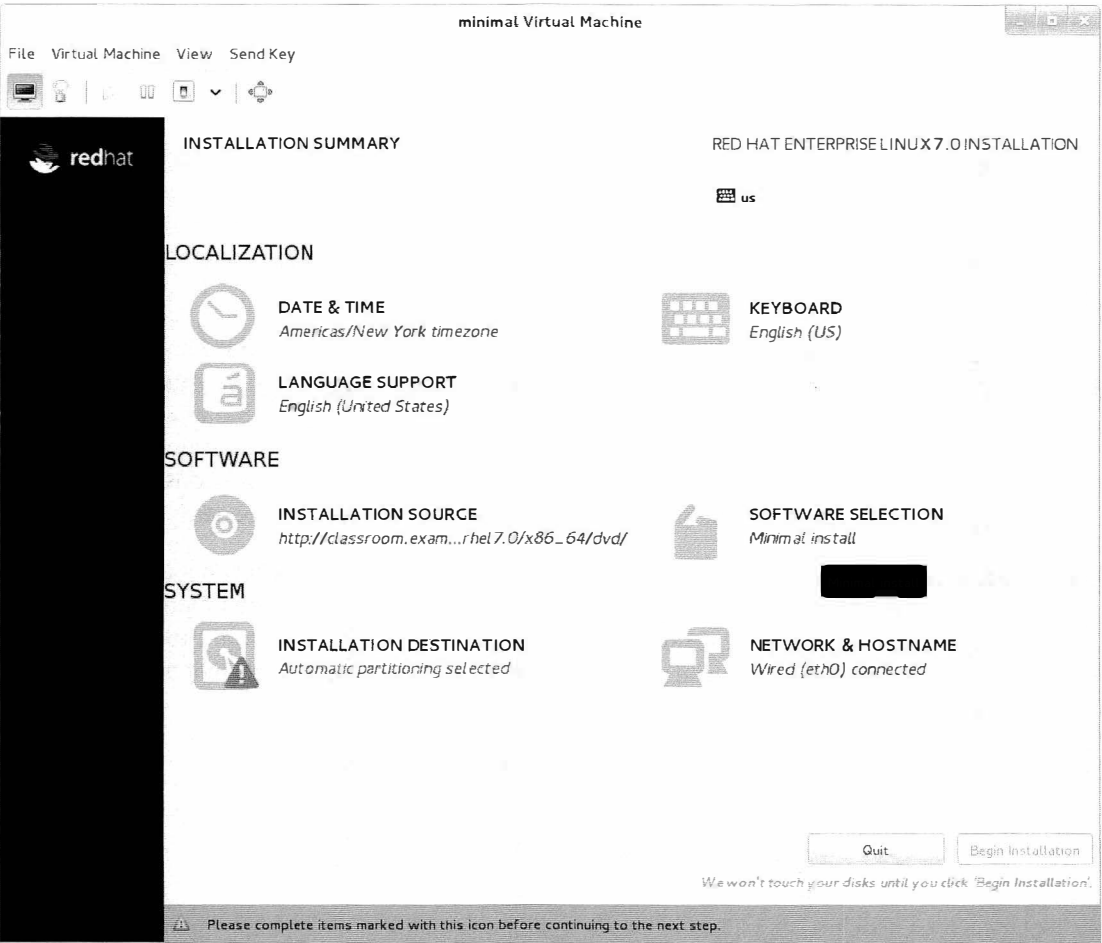 minimal Virtual Machine
File Virtual Machine View Send Key
redhat
INSTALLATION SUMMARY
RED HAT ENTERPRISE LINUX 7.0 INSTALLATION
us
LOCALIZATION
DATE & TIME
Americas/New York timezone
KEYBOARD
English (US)
LANGUAGE SUPPORT
English (United States)
SOFTWARE
INSTALLATION SOURCE
http://classroom.exam...rhel7.0/x86_64/dvd/
SOFTWARE SELECTION
Minimal install
SYSTEM
INSTALLATION DESTINATION
Automatic partitioning selected
NETWORK & HOSTNAME
Wired (eth0) connected
Quit
Begin Installation
We won't touch your disks until you click 'Begin Installation'.
Please complete items marked with this icon before continuing to the next step.